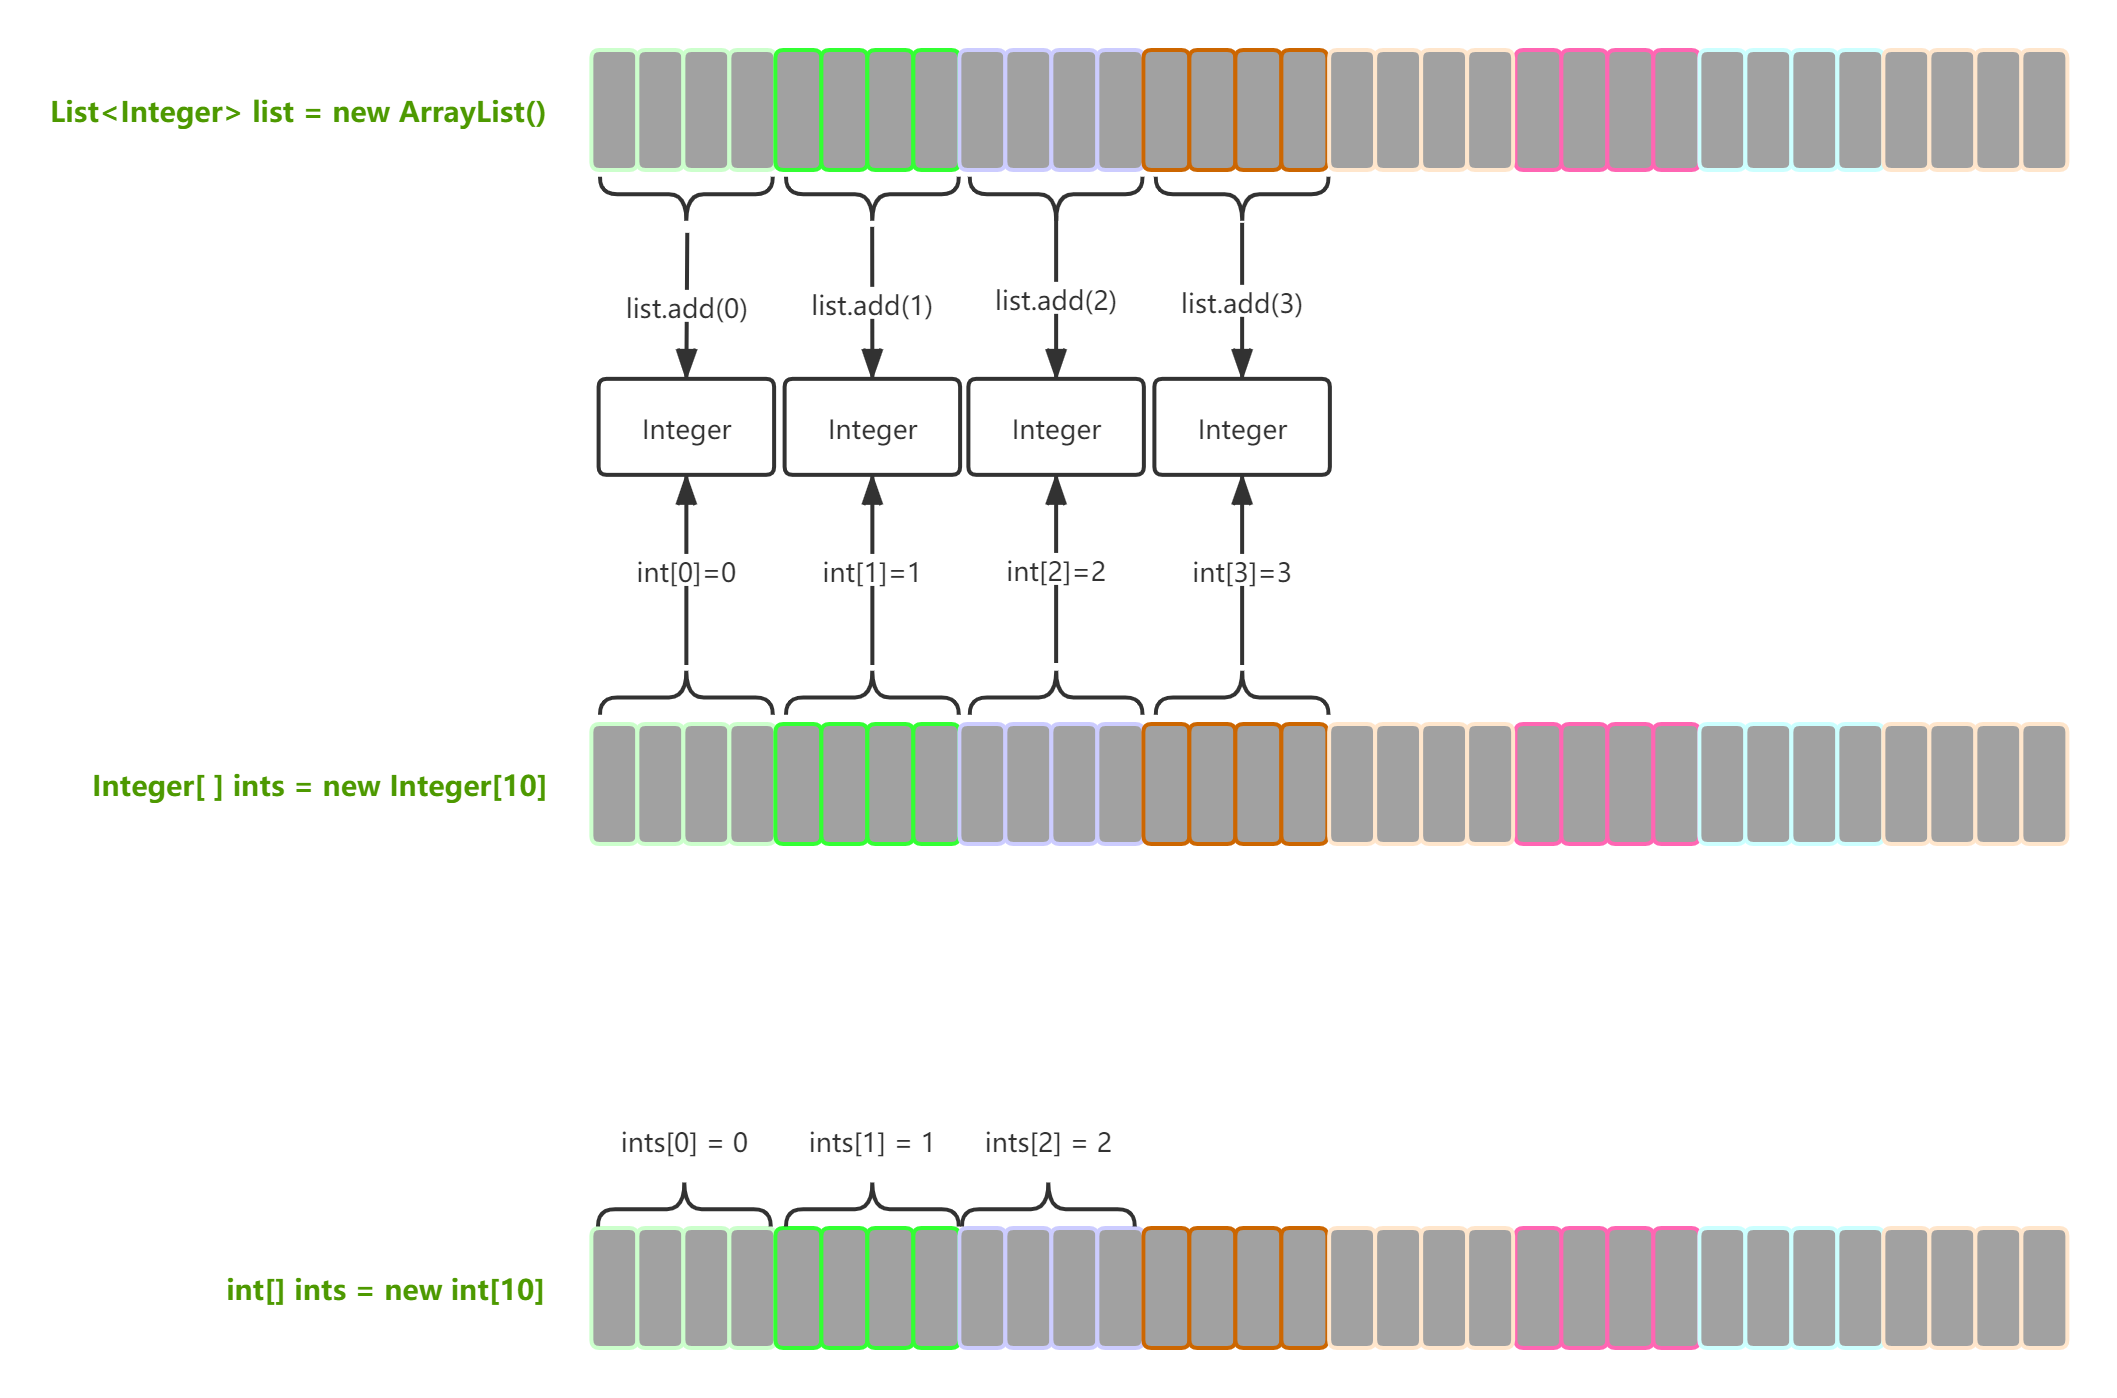 List<Integer> list = new ArrayList()
list.add(0)
list.add(1)
list.add(2)
list.add(3)
Integer
Integer
Integer
Integer
int[0]=0
int[1]=1
int[2]=2
int[3]=3
Integer[ ] ints = new Integer[10]
ints[0] = 0
ints[1] = 1
ints[2] = 2
int[] ints = new int[10]